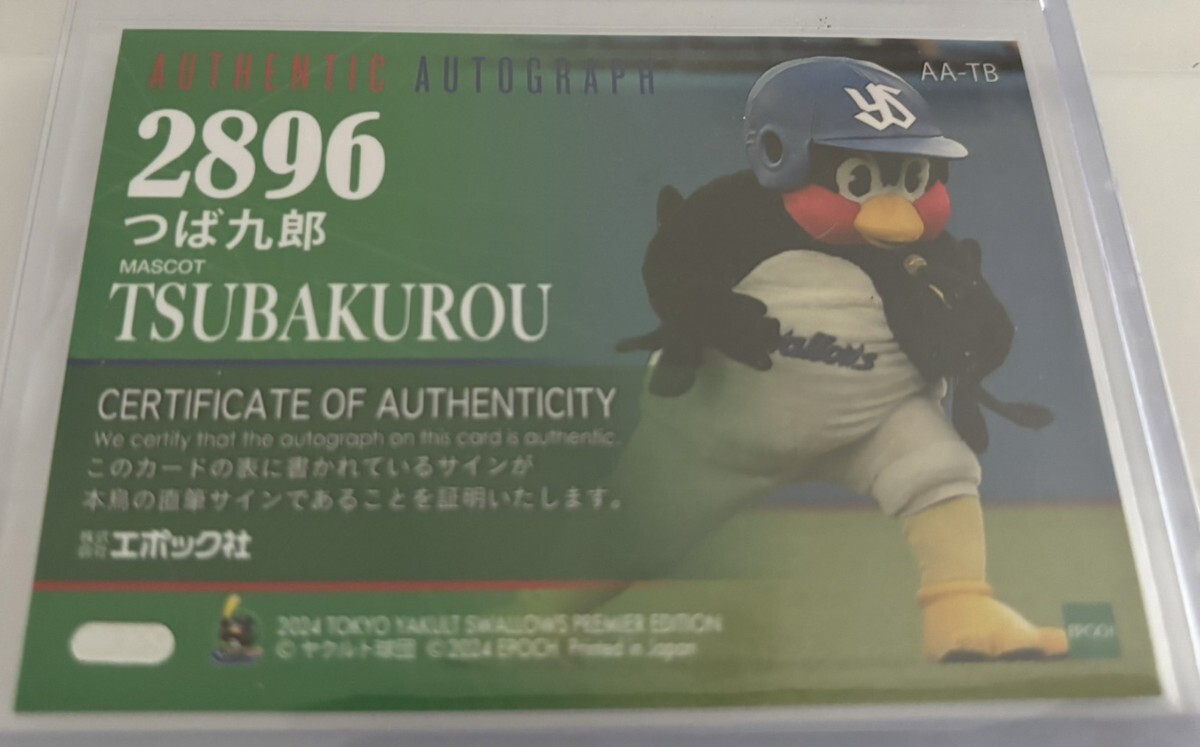 AUTHENTIC AUTOGRAPH
AA-TB
YS
2896
つば九郎
MASCOT
TSUBAKUROU
Swallows
CERTIFICATE OF AUTHENTICITY
We certify that the autograph on this card is authentic.
このカードの表に書かれているサインが
本鳥の直筆サインであることを証明いたします。
株式会社エポック社
2024 TOKYO YAKULT SWALLOWS PREMIER EDITION
© ヤクルト球団 © 2024 EPOCH Printed in Japan
EPOCH